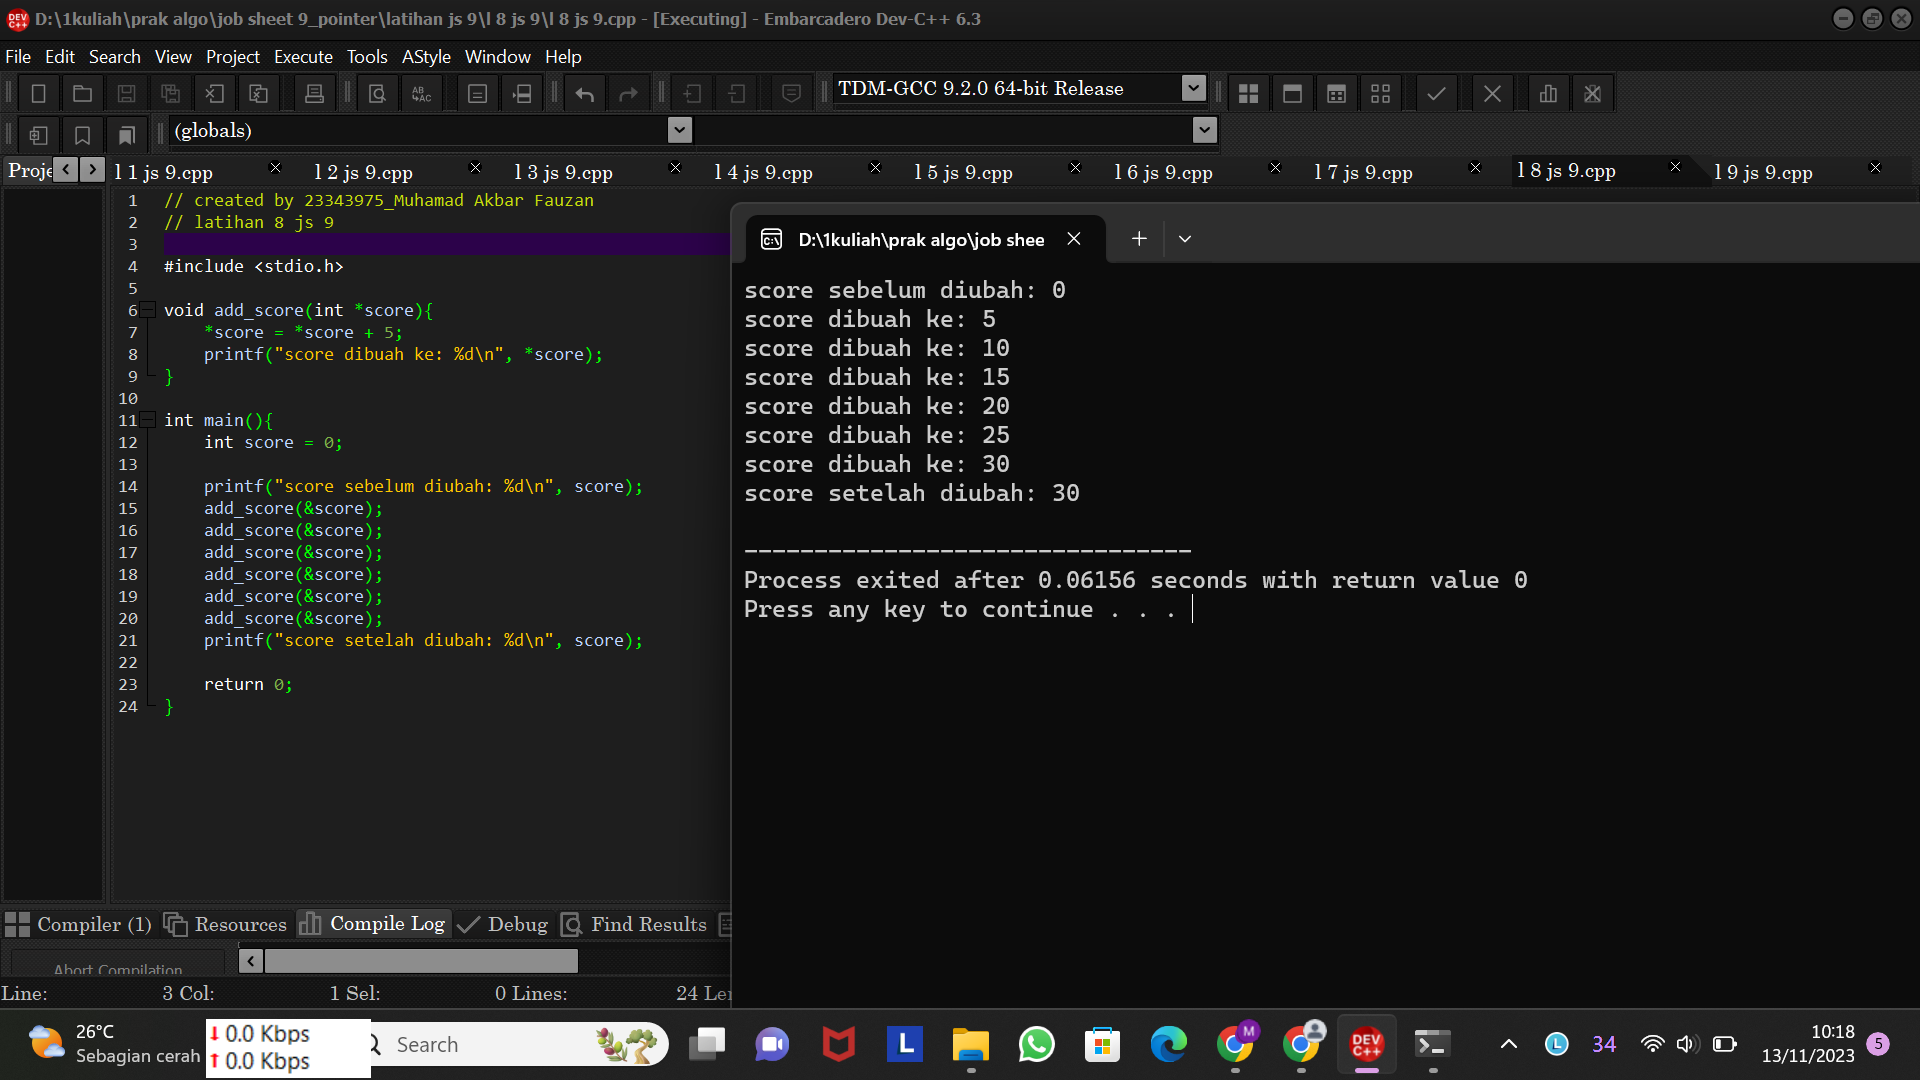 D:\1kuliah\prak algo\job sheet 9_pointer\latihan js 9\l 8 js 9\l 8 js 9.cpp - [Executing] - Embarcadero Dev-C++ 6.3
File Edit Search View Project Execute Tools AStyle Window Help
TDM-GCC 9.2.0 64-bit Release
(globals)
Proje l 1 js 9.cpp l 2 js 9.cpp l 3 js 9.cpp l 4 js 9.cpp l 5 js 9.cpp l 6 js 9.cpp l 7 js 9.cpp l 8 js 9.cpp l 9 js 9.cpp
1 // created by 23343975_Muhamad Akbar Fauzan
2 // latihan 8 js 9
3
4 #include <stdio.h>
5
6 void add_score(int *score){
7 *score = *score + 5;
8 printf("score dibuah ke: %d\n", *score);
9 }
10
11 int main(){
12 int score = 0;
13
14 printf("score sebelum diubah: %d\n", score);
15 add_score(&score);
16 add_score(&score);
17 add_score(&score);
18 add_score(&score);
19 add_score(&score);
20 add_score(&score);
21 printf("score setelah diubah: %d\n", score);
22
23 return 0;
24 }
D:\1kuliah\prak algo\job shee
score sebelum diubah: 0
score dibuah ke: 5
score dibuah ke: 10
score dibuah ke: 15
score dibuah ke: 20
score dibuah ke: 25
score dibuah ke: 30
score setelah diubah: 30
--------------------------------
Process exited after 0.06156 seconds with return value 0
Press any key to continue . . .
Compiler (1) Resources Compile Log Debug Find Results
Abort Compilation
Line: 3 Col: 1 Sel: 0 Lines: 24 Ler
26°C
Sebagian cerah
0.0 Kbps
0.0 Kbps
Search
34
10:18
13/11/2023
5